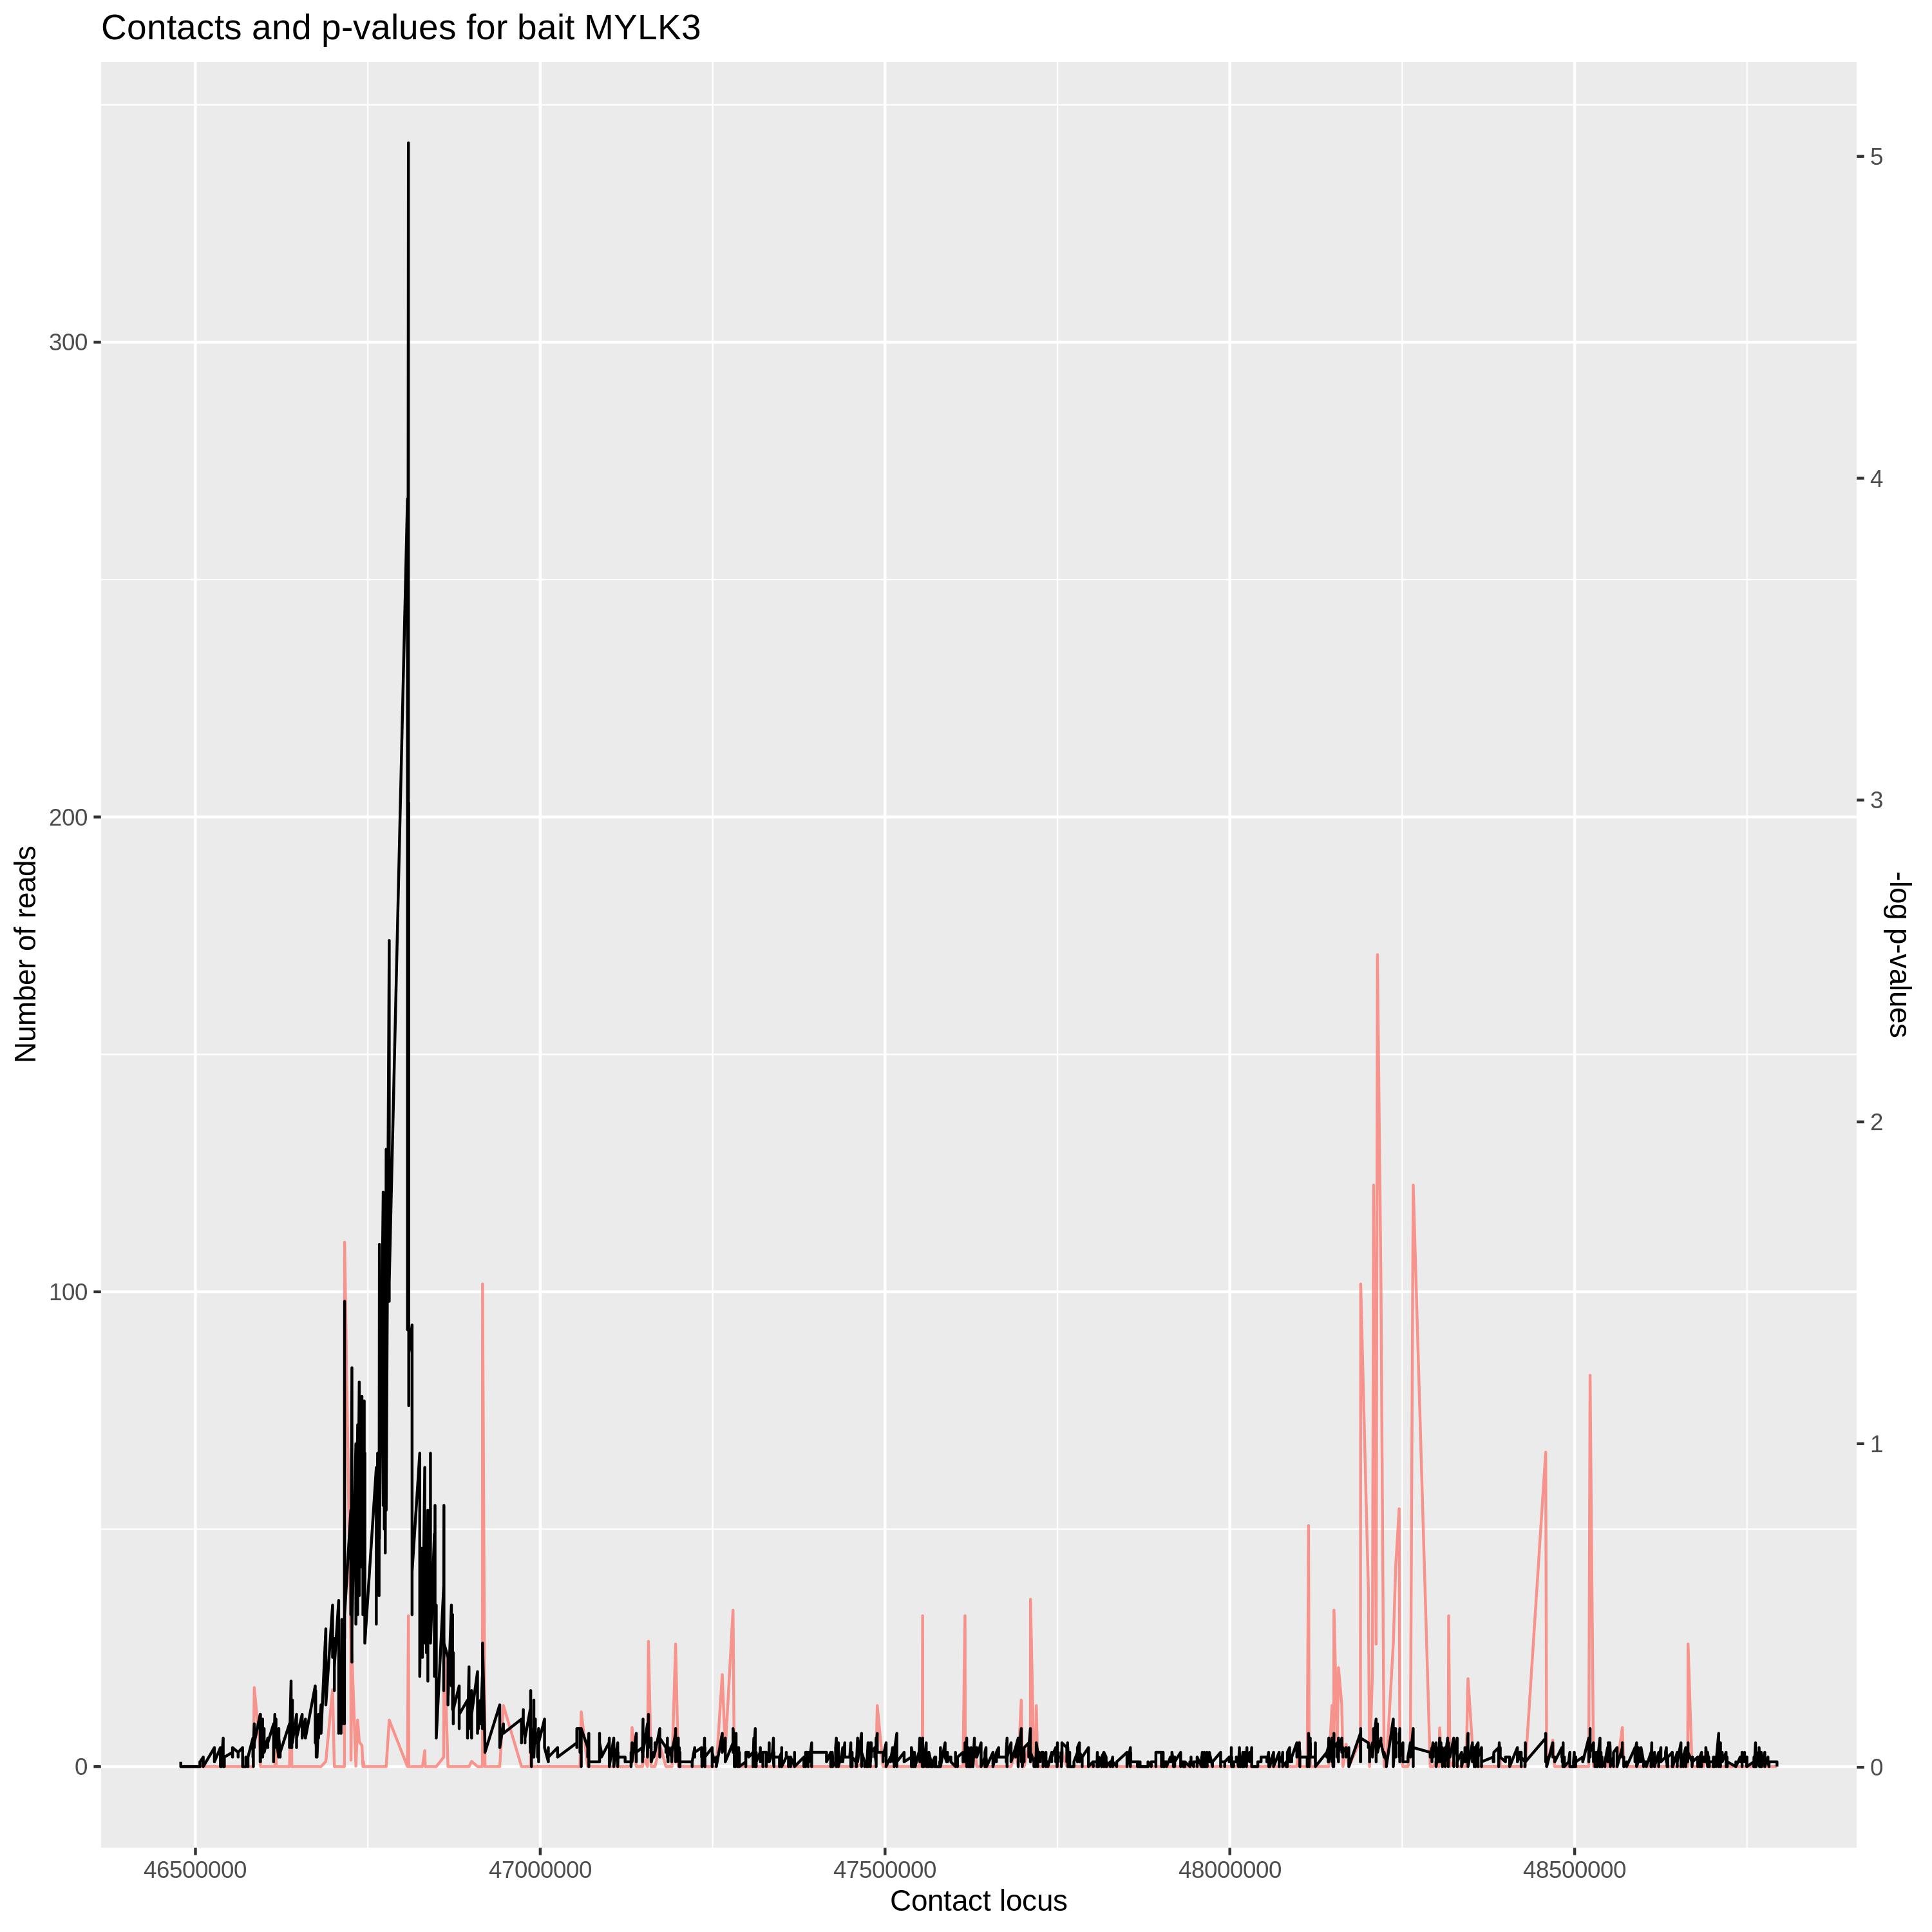 Contacts and p-values for bait MYLK3
Number of reads
300
200
100
0
5
4
3
2
1
0
-log p-values
46500000 47000000 47500000 48000000 48500000
Contact locus